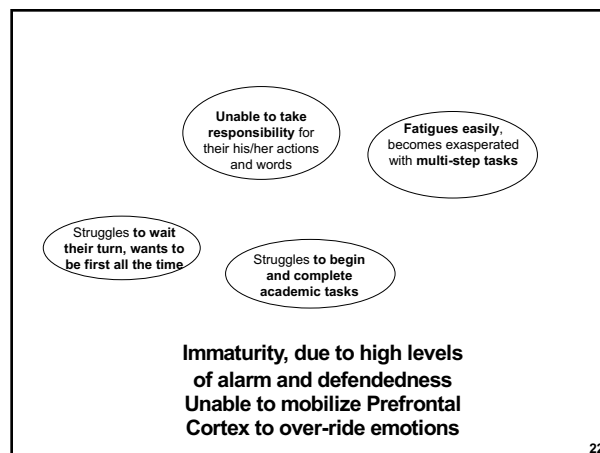 Unable to take
responsibility for
their his/her actions
and words
Fatigues easily,
becomes exasperated
with multi-step tasks
Struggles to wait
their turn, wants to
be first all the time
Struggles to begin
and complete
academic tasks
Immaturity, due to high levels
of alarm and defendedness
Unable to mobilize Prefrontal
Cortex to over-ride emotions
22